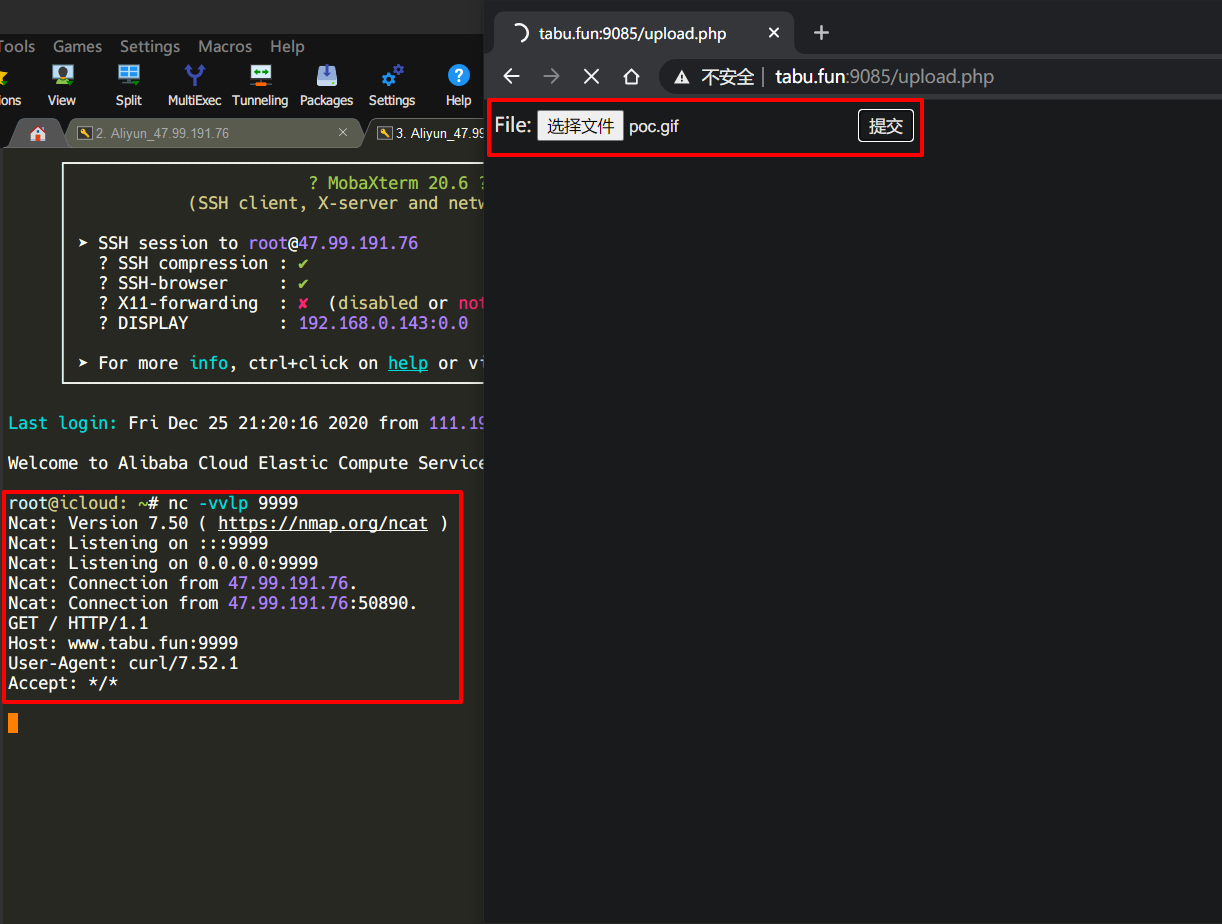 Tools Games Settings Macros Help
ions View Split MultiExec Tunneling Packages Settings Help
2. Aliyun_47.99.191.76
3. Aliyun_47.99
? MobaXterm 20.6 ?
(SSH client, X-server and netw
➤ SSH session to root@47.99.191.76
? SSH compression : ✔
? SSH-browser : ✔
? X11-forwarding : ✘ (disabled or not
? DISPLAY : 192.168.0.143:0.0
➤ For more info, ctrl+click on help or vi
Last login: Fri Dec 25 21:20:16 2020 from 111.19
Welcome to Alibaba Cloud Elastic Compute Service
root@icloud: ~# nc -vvlp 9999
Ncat: Version 7.50 ( https://nmap.org/ncat )
Ncat: Listening on :::9999
Ncat: Listening on 0.0.0.0:9999
Ncat: Connection from 47.99.191.76.
Ncat: Connection from 47.99.191.76:50890.
GET / HTTP/1.1
Host: www.tabu.fun:9999
User-Agent: curl/7.52.1
Accept: */*
tabu.fun:9085/upload.php
不安全 | tabu.fun:9085/upload.php
File: 选择文件 poc.gif 提交